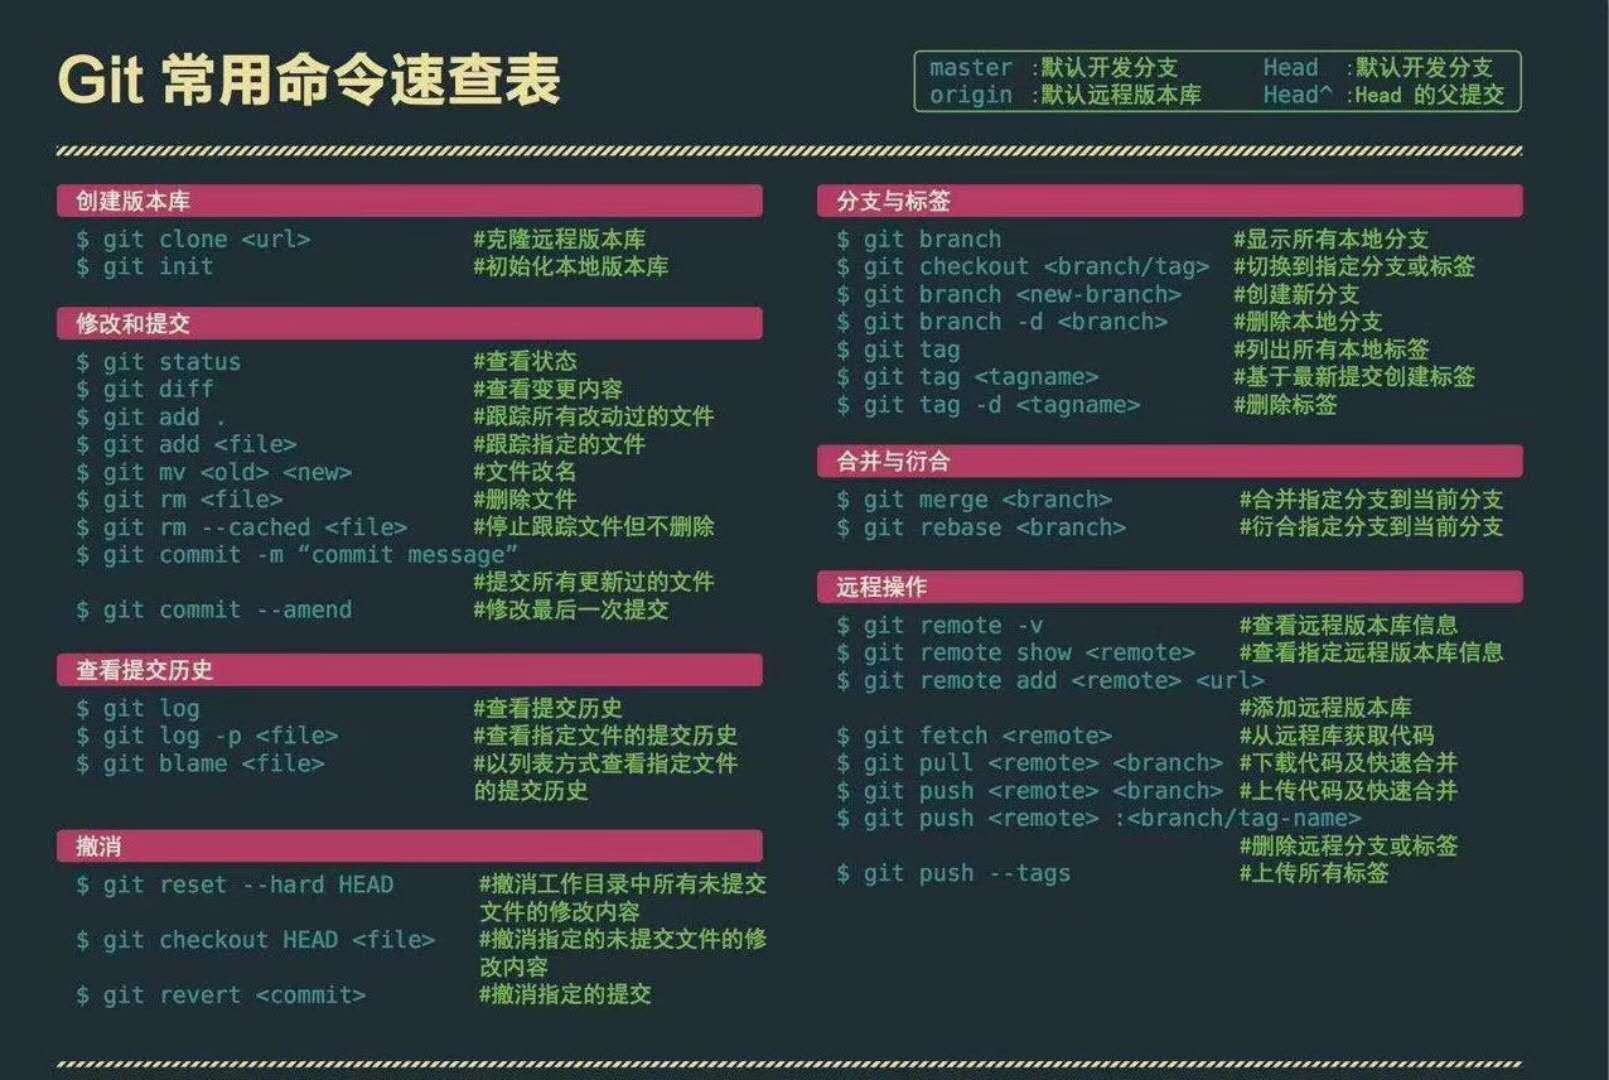 Git 常用命令速查表
master :默认开发分支 Head :默认开发分支
origin :默认远程版本库 Head^ :Head 的父提交
创建版本库
$ git clone <url> #克隆远程版本库
$ git init #初始化本地版本库
修改和提交
$ git status #查看状态
$ git diff #查看变更内容
$ git add . #跟踪所有改动过的文件
$ git add <file> #跟踪指定的文件
$ git mv <old> <new> #文件改名
$ git rm <file> #删除文件
$ git rm --cached <file> #停止跟踪文件但不删除
$ git commit -m “commit message”
#提交所有更新过的文件
$ git commit --amend #修改最后一次提交
查看提交历史
$ git log #查看提交历史
$ git log -p <file> #查看指定文件的提交历史
$ git blame <file> #以列表方式查看指定文件
的提交历史
撤消
$ git reset --hard HEAD #撤消工作目录中所有未提交
文件的修改内容
$ git checkout HEAD <file> #撤消指定的未提交文件的修
改内容
$ git revert <commit> #撤消指定的提交
分支与标签
$ git branch #显示所有本地分支
$ git checkout <branch/tag> #切换到指定分支或标签
$ git branch <new-branch> #创建新分支
$ git branch -d <branch> #删除本地分支
$ git tag #列出所有本地标签
$ git tag <tagname> #基于最新提交创建标签
$ git tag -d <tagname> #删除标签
合并与衍合
$ git merge <branch> #合并指定分支到当前分支
$ git rebase <branch> #衍合指定分支到当前分支
远程操作
$ git remote -v #查看远程版本库信息
$ git remote show <remote> #查看指定远程版本库信息
$ git remote add <remote> <url>
#添加远程版本库
$ git fetch <remote> #从远程库获取代码
$ git pull <remote> <branch> #下载代码及快速合并
$ git push <remote> <branch> #上传代码及快速合并
$ git push <remote> :<branch/tag-name>
#删除远程分支或标签
$ git push --tags #上传所有标签